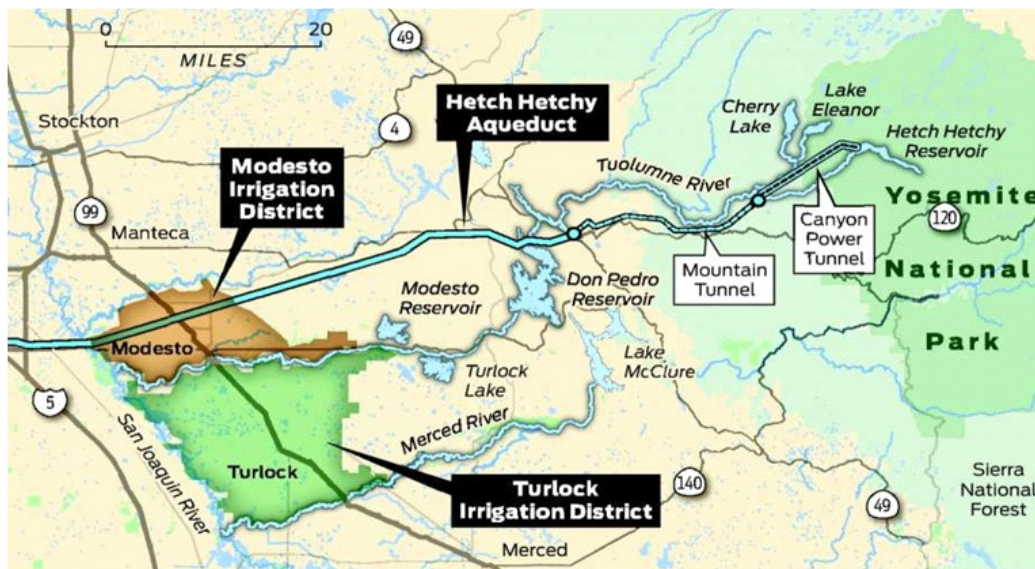 0
20
MILES
49
Stockton
4
Hetch Hetchy
Aqueduct
Cherry
Lake
Lake
Eleanor
Hetch Hetchy
Reservoir
Modesto
Irrigation
District
99
Manteca
Tuolumne River
Yosemite
120
National
Park
Canyon
Power
Tunnel
Mountain
Tunnel
Modesto
Reservoir
Don Pedro
Reservoir
Modesto
Turlock
Lake
Lake
McClure
5
San Joaquin River
Merced River
Turlock
Turlock
Irrigation District
140
49
Sierra
National
Forest
Merced